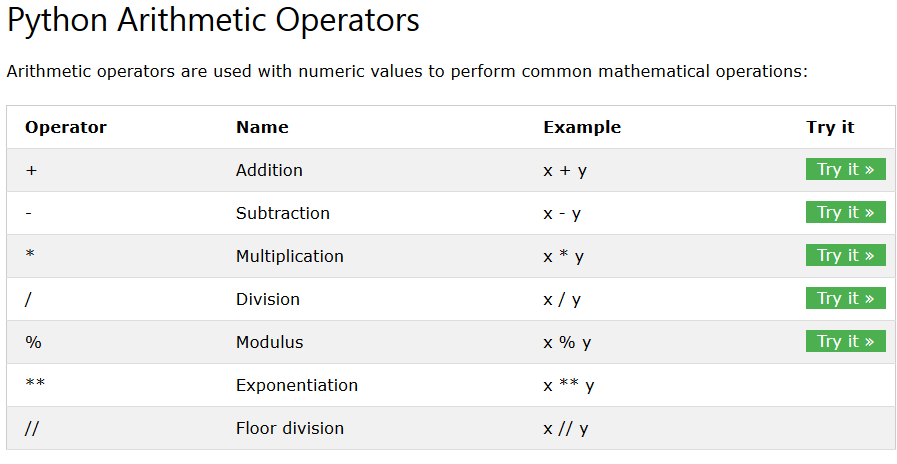 Python Arithmetic Operators
Arithmetic operators are used with numeric values to perform common mathematical operations:
Operator Name Example Try it
+ Addition x + y Try it »
- Subtraction x - y Try it »
* Multiplication x * y Try it »
/ Division x / y Try it »
% Modulus x % y Try it »
** Exponentiation x ** y
// Floor division x // y